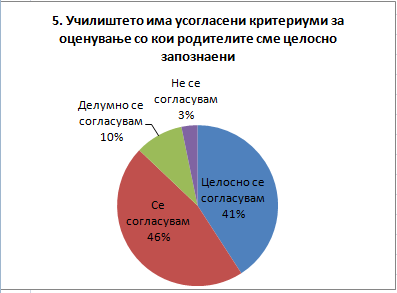 5. Училиштето има усогласени критериуми за
оценување со кои родителите сме целосно
запознаени
Не се
согласувам
3%
Делумно се
согласувам
10%
Целосно се
согласувам
41%
Се
согласувам
46%